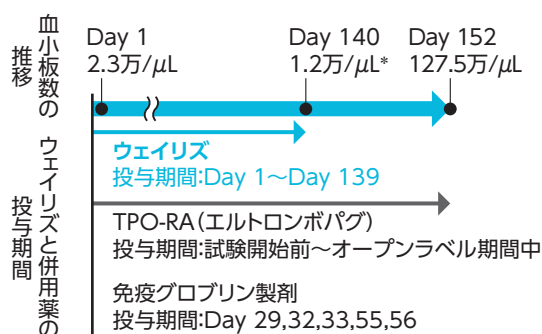 血小板数の
推移
Day 1
2.3万/μL
Day 140
1.2万/μL*
Day 152
127.5万/μL
ウェイリズと併用薬の
投与期間
ウェイリズ
投与期間:Day 1～Day 139
TPO-RA(エルトロンボパグ)
投与期間:試験開始前～オープンラベル期間中
免疫グロブリン製剤
投与期間:Day 29,32,33,55,56